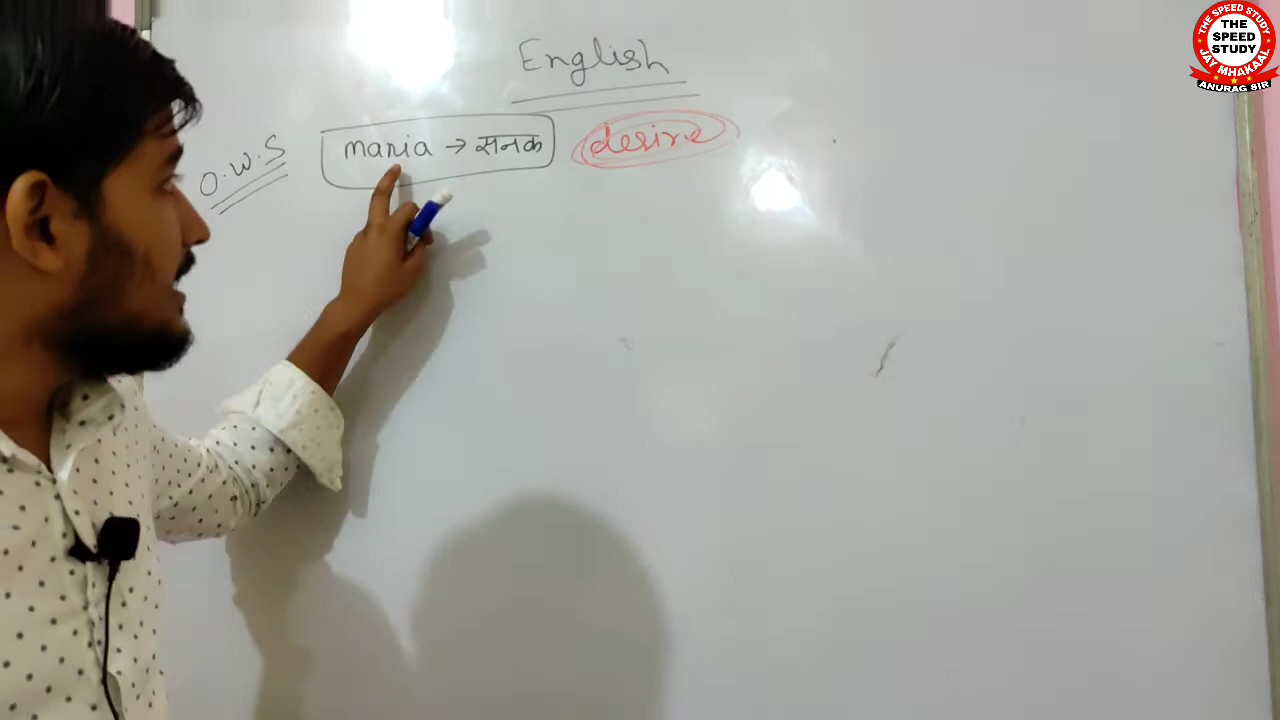 English
O.W.S mania → सनक desire
THE SPEED STUDY
THE
SPEED
STUDY
JAY MHAKAAL
ANURAG SIR